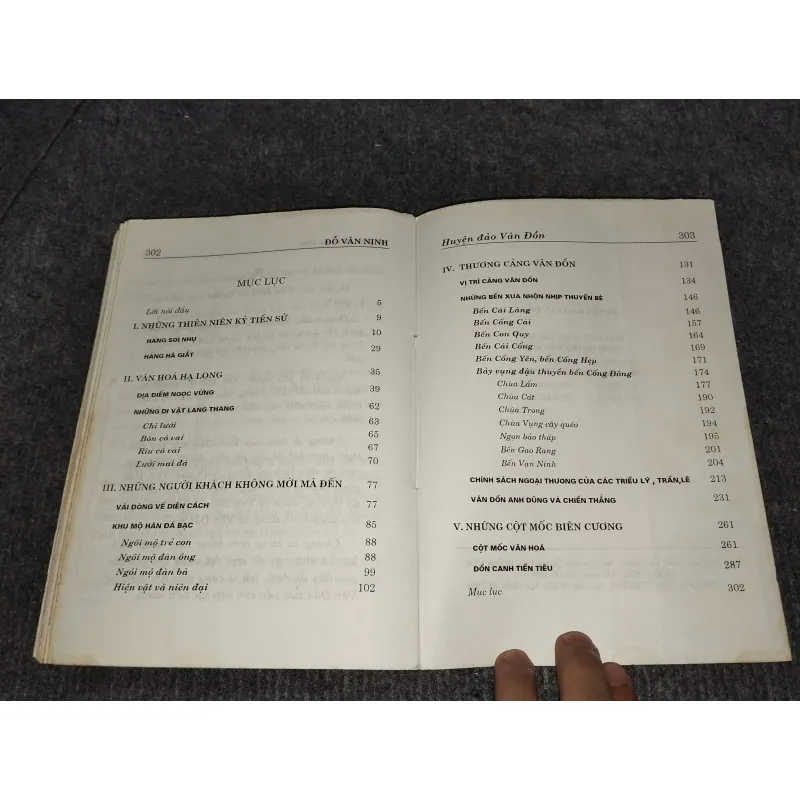 302 ĐỖ VĂN NINH
MỤC LỤC
Lời nói đầu 5
I. NHỮNG THIÊN NIÊN KỶ TIỀN SỬ 9
HANG SOI NHỤ 10
HANG HÀ GIẮT 29
II. VĂN HOÁ HẠ LONG 35
ĐỊA ĐIỂM NGỌC VỪNG 39
NHỮNG DI VẬT LANG THANG 62
Chì lưới 63
Bôn có vai 65
Rìu có vai 67
Lưỡi mai đá 70
III. NHỮNG NGƯỜI KHÁCH KHÔNG MỜI MÀ ĐẾN 77
VÀI DÒNG VỀ DIÊN CÁCH 77
KHU MỘ HÁN ĐÁ BẠC 85
Ngôi mộ trẻ con 88
Ngôi mộ đàn ông 88
Ngôi mộ đàn bà 99
Hiện vật và niên đại 102
Huyện đảo Vân Đồn 303
IV. THƯƠNG CẢNG VÂN ĐỒN 131
VỊ TRÍ CẢNG VÂN ĐỒN 134
NHỮNG BẾN XƯA NHỘN NHỊP THUYỀN BÈ 146
Bến Cái Làng 146
Bến Cống Cái 157
Bến Con Quy 164
Bến Cái Cống 169
Bến Cống Yên, bến Cống Hẹp 171
Bảy vụng đậu thuyền bến Cống Đông 174
Chùa Lấm 177
Chùa Cát 190
Chùa Trong 192
Chùa Vụng cây quéo 194
Ngọn bảo tháp 195
Bến Gạo Rang 201
Bến Vạn Ninh 204
CHÍNH SÁCH NGOẠI THƯƠNG CỦA CÁC TRIỀU LÝ , TRẦN,LÊ 213
VÂN ĐỒN ANH DŨNG VÀ CHIẾN THẮNG 231
V. NHỮNG CỘT MỐC BIÊN CƯƠNG 261
CỘT MỐC VĂN HOÁ 261
ĐỒN CANH TIỀN TIÊU 287
Mục lục 302